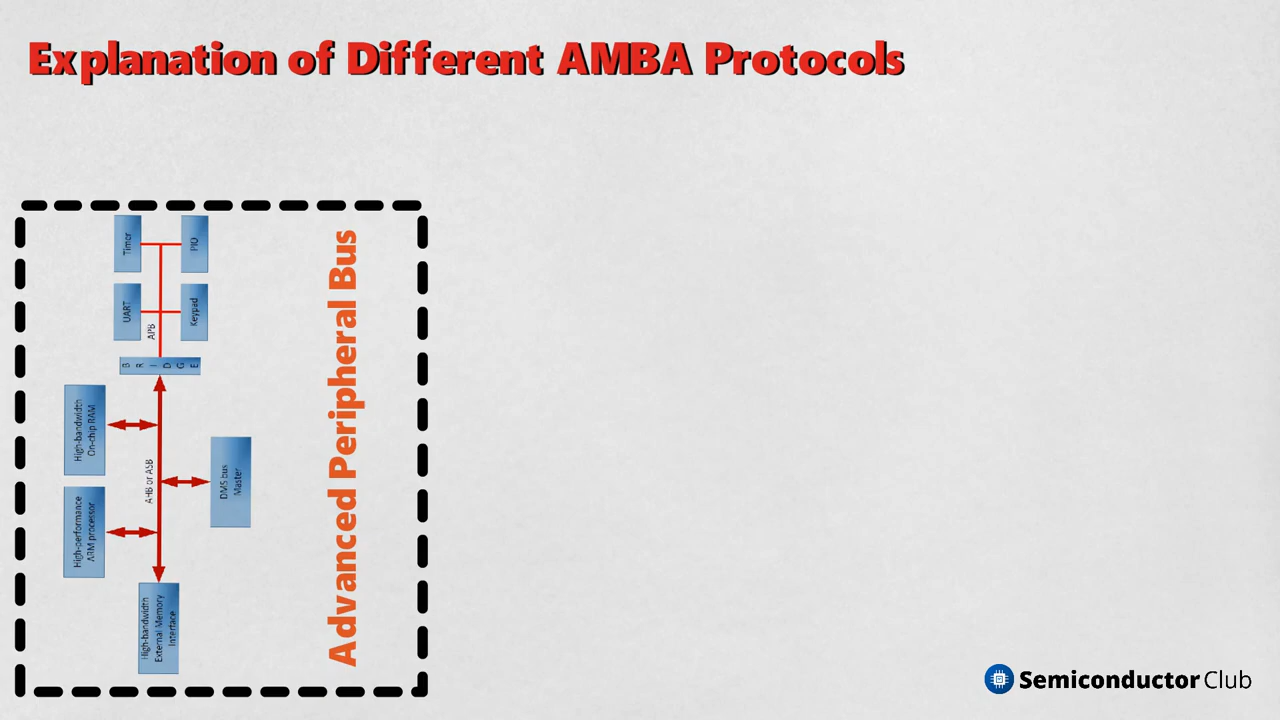 Explanation of Different AMBA Protocols
High-bandwidth
External Memory
Interface
High-performance
ARM processor
High-bandwidth
On-chip RAM
AHB or ASB
DMS bus
Master
B
R
I
D
G
E
APB
UART
Timer
Keypad
PIO
Advanced Peripheral Bus
Semiconductor Club